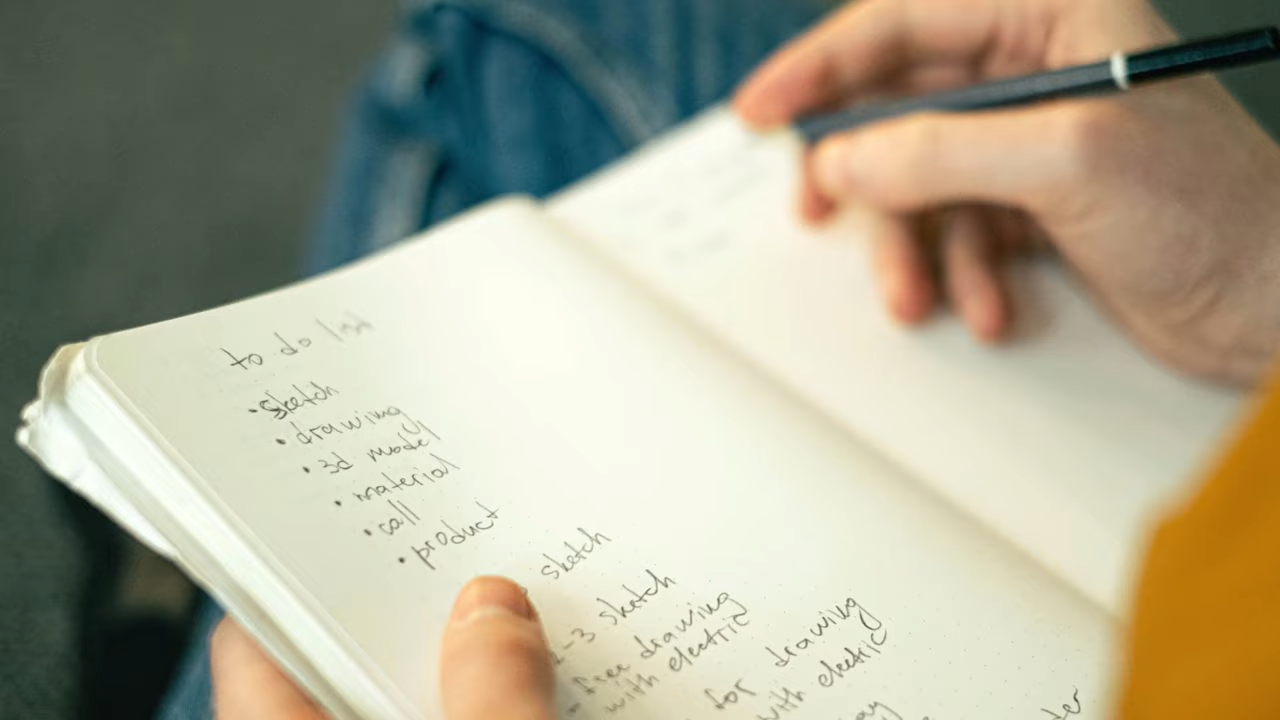 to do list
• sketch
• drawing
• 3d model
• material
• call
• product
sketch
2-3 sketch
- free drawing
with electric
for drawing
with electric